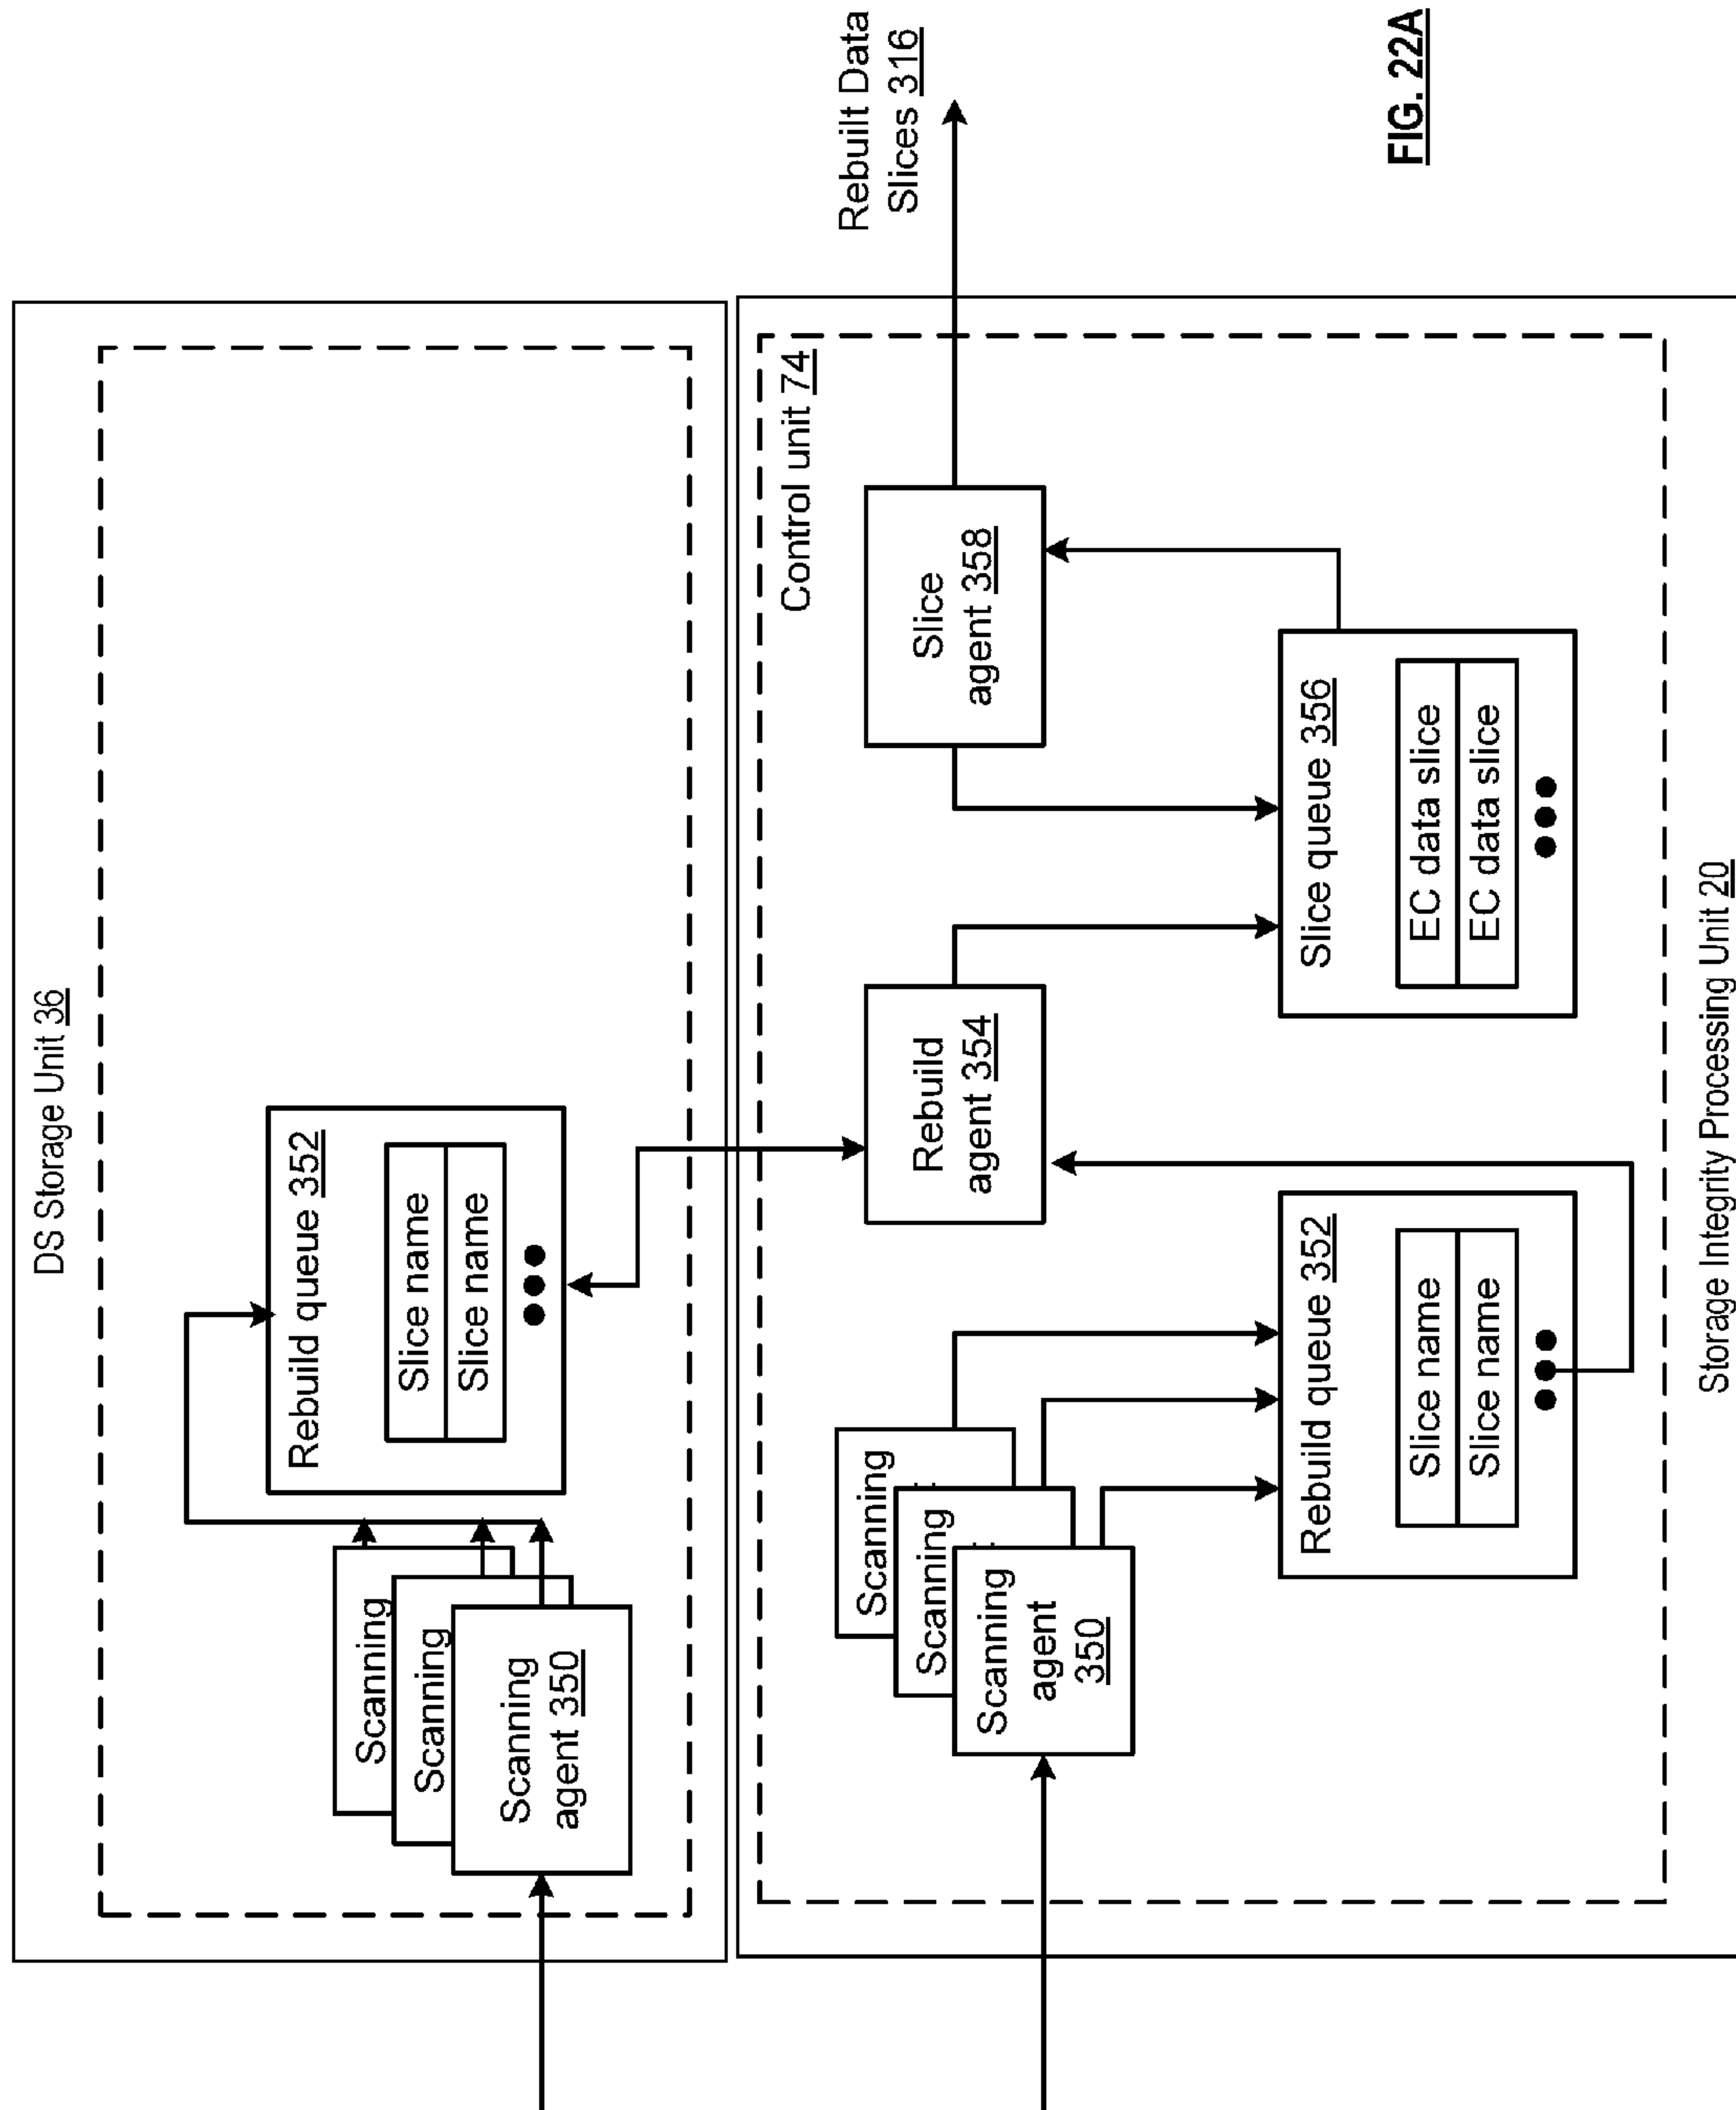 DS Storage Unit 36
Scanning
Scanning
Scanning
agent 350
Rebuild queue 352
Slice name
Slice name
Control unit 74
Scanning
Scanning
Scanning
agent
350
Rebuild
agent 354
Slice
agent 358
Rebuilt Data
Slices 316
Rebuild queue 352
Slice name
Slice name
Slice queue 356
EC data slice
EC data slice
Storage Integrity Processing Unit 20
FIG. 22A